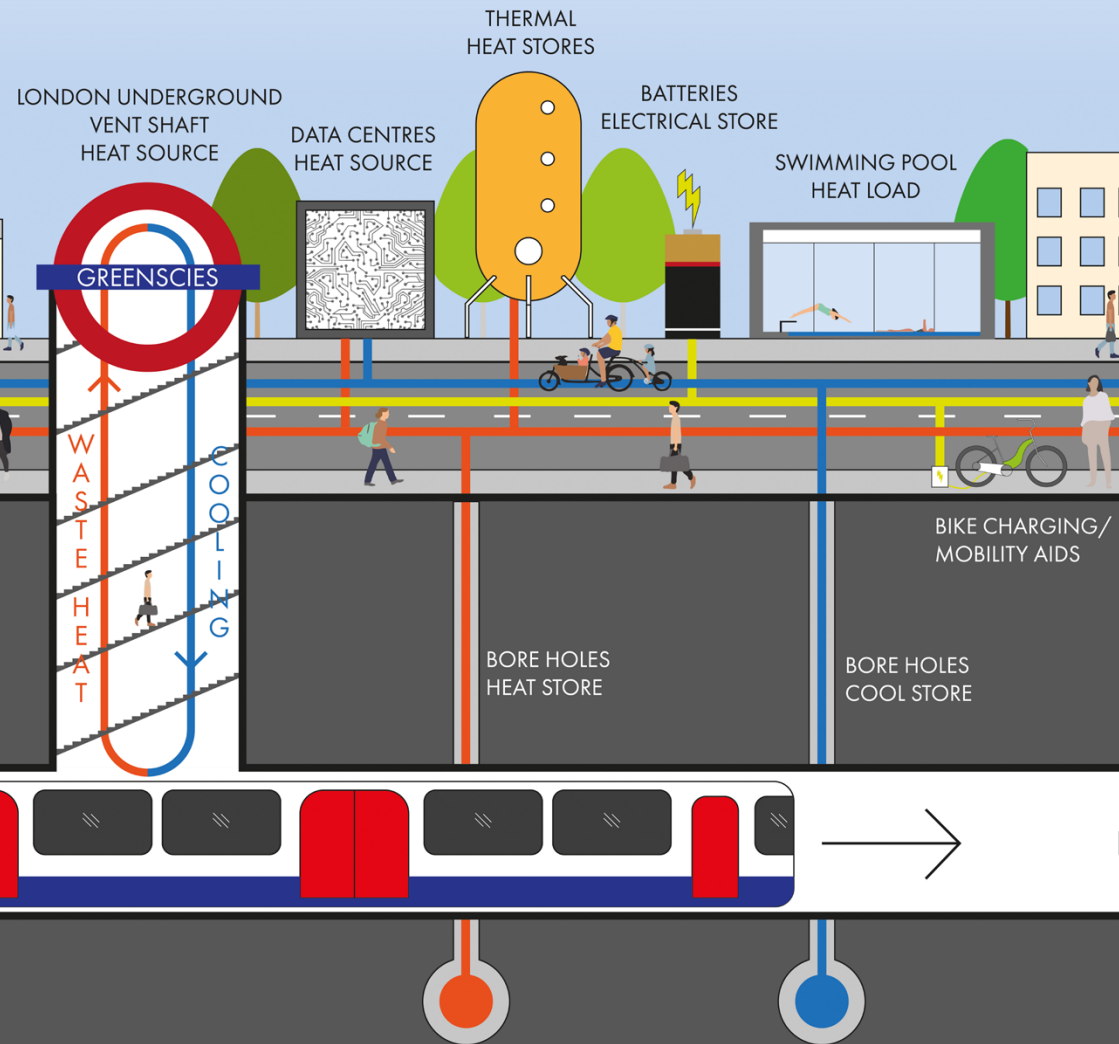 THERMAL
HEAT STORES
LONDON UNDERGROUND
VENT SHAFT
HEAT SOURCE
DATA CENTRES
HEAT SOURCE
BATTERIES
ELECTRICAL STORE
SWIMMING POOL
HEAT LOAD
GREENSCIES
WASTE HEAT
COOLING
BIKE CHARGING/
MOBILITY AIDS
BORE HOLES
HEAT STORE
BORE HOLES
COOL STORE